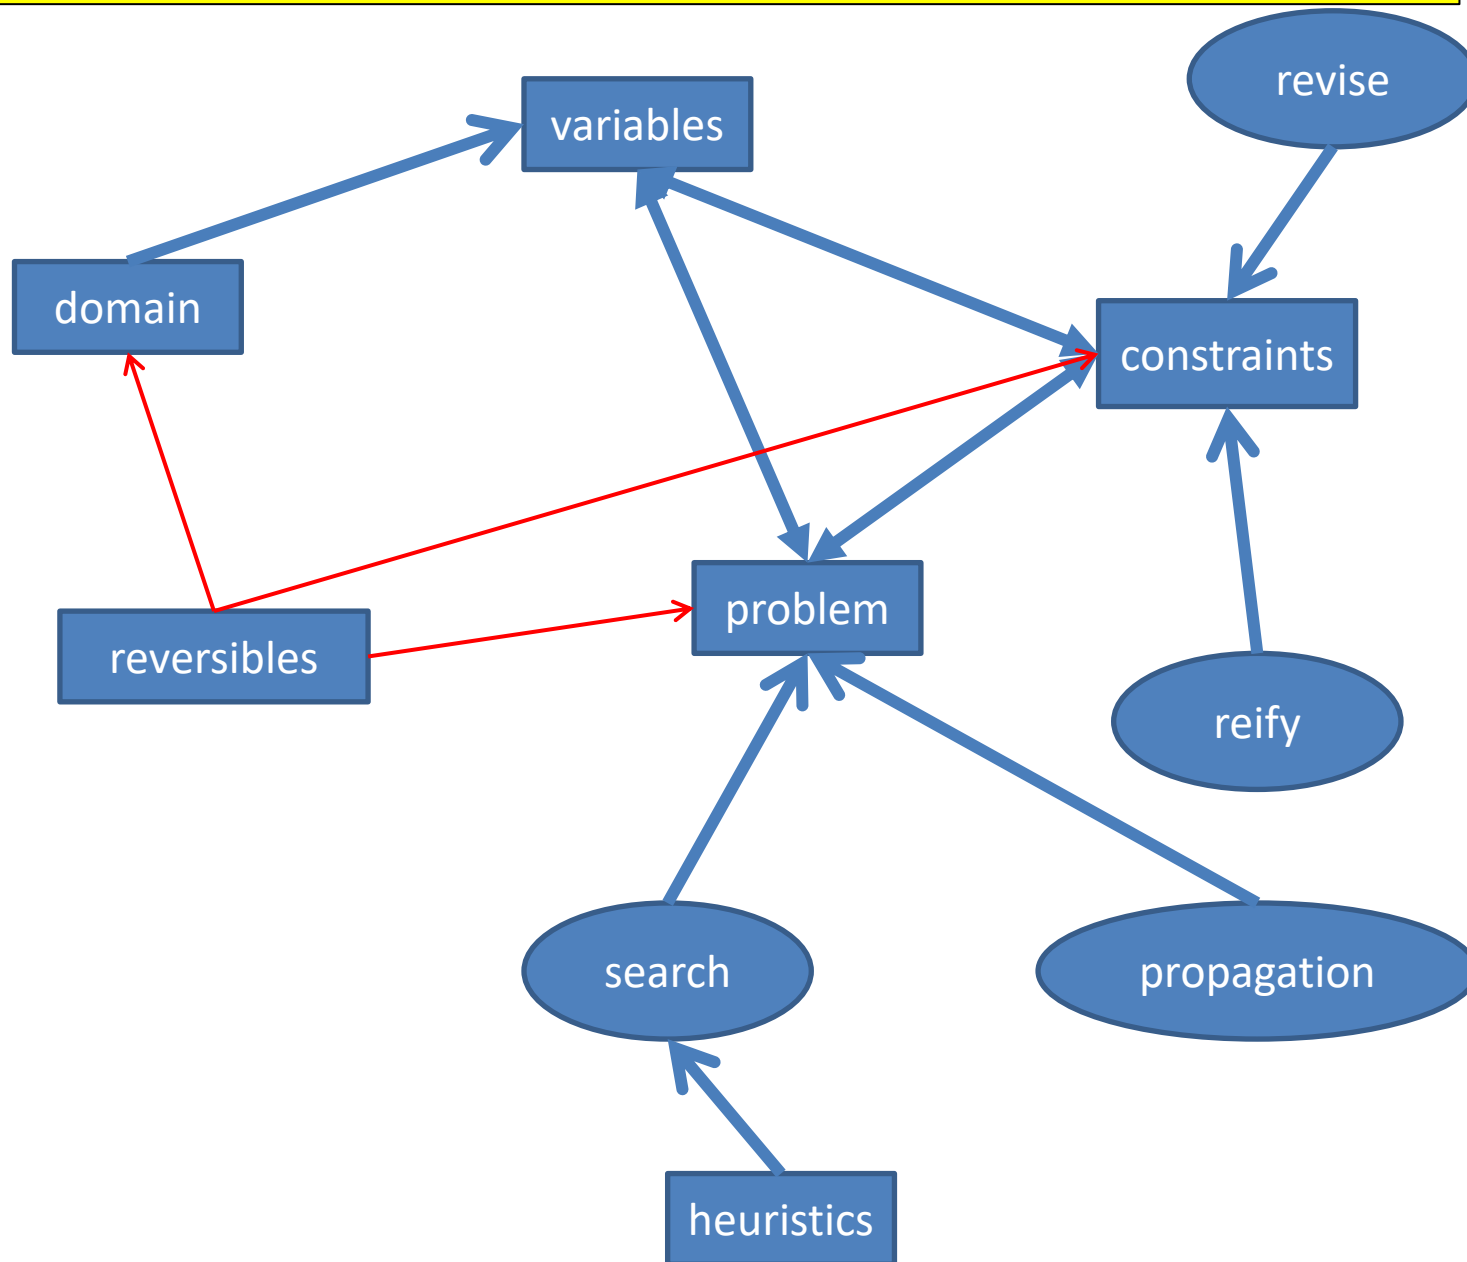 revise
variables
domain
constraints
problem
reversibles
reify
search
propagation
heuristics